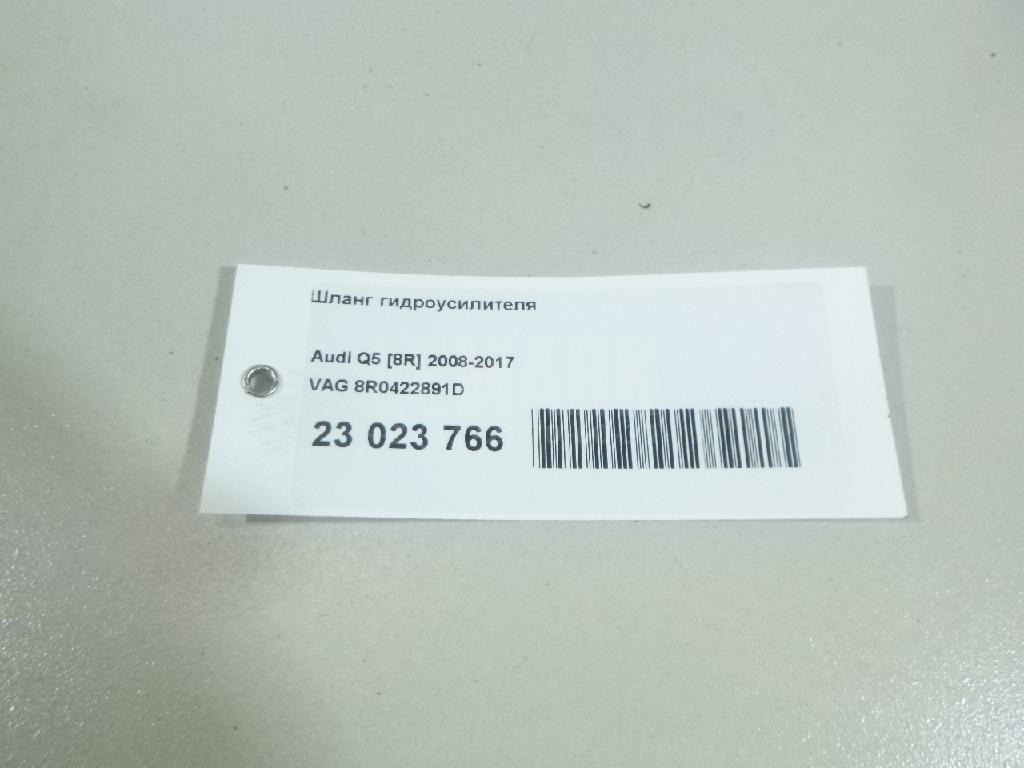 Шланг гидроусилителя
Audi Q5 [8R] 2008-2017
VAG 8R0422891D
23 023 766